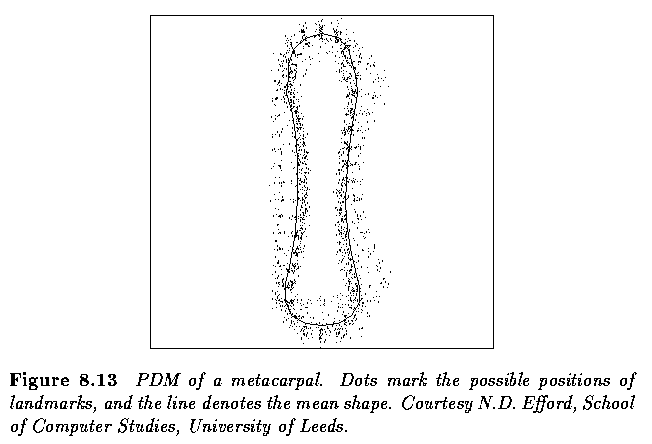 Figure 8.13 PDM of a metacarpal. Dots mark the possible positions of
landmarks, and the line denotes the mean shape. Courtesy N.D. Efford, School
of Computer Studies, University of Leeds.